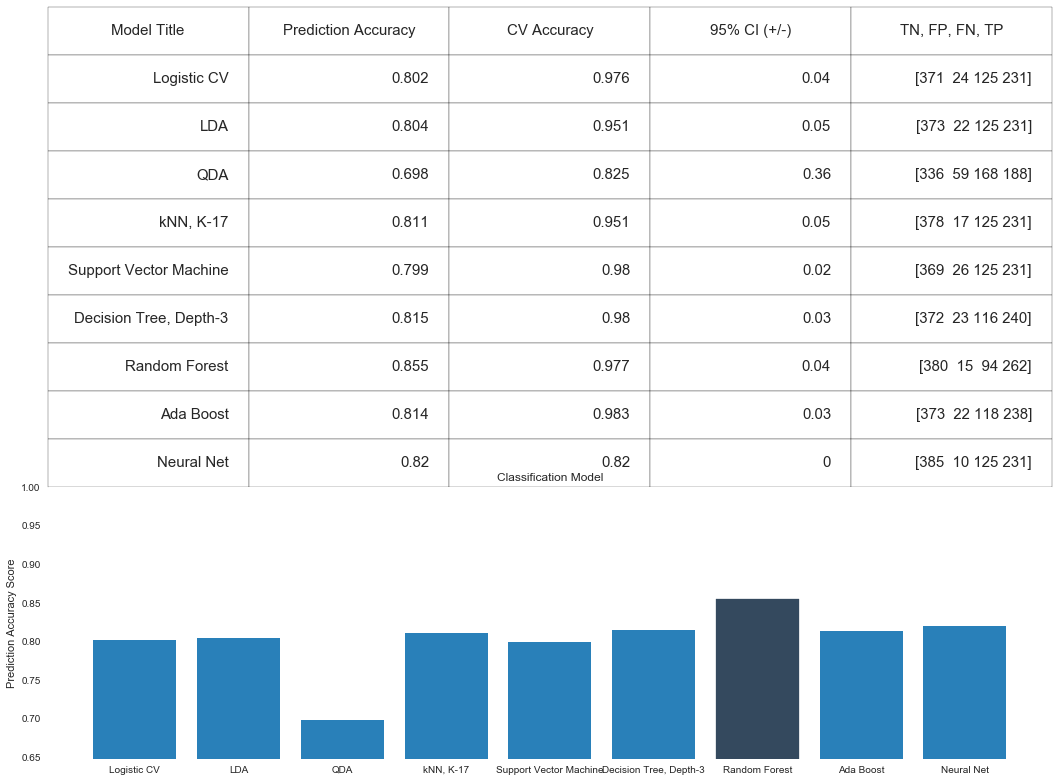 Model Title Prediction Accuracy CV Accuracy 95% CI (+/-) TN, FP, FN, TP
Logistic CV 0.802 0.976 0.04 [371 24 125 231]
LDA 0.804 0.951 0.05 [373 22 125 231]
QDA 0.698 0.825 0.36 [336 59 168 188]
kNN, K-17 0.811 0.951 0.05 [378 17 125 231]
Support Vector Machine 0.799 0.98 0.02 [369 26 125 231]
Decision Tree, Depth-3 0.815 0.98 0.03 [372 23 116 240]
Random Forest 0.855 0.977 0.04 [380 15 94 262]
Ada Boost 0.814 0.983 0.03 [373 22 118 238]
Neural Net 0.82 0.82 0 [385 10 125 231]
Classification Model
1.00
0.95
0.90
0.85
0.80
0.75
0.70
0.65
Prediction Accuracy Score
Logistic CV LDA QDA kNN, K-17 Support Vector Machine Decision Tree, Depth-3 Random Forest Ada Boost Neural Net